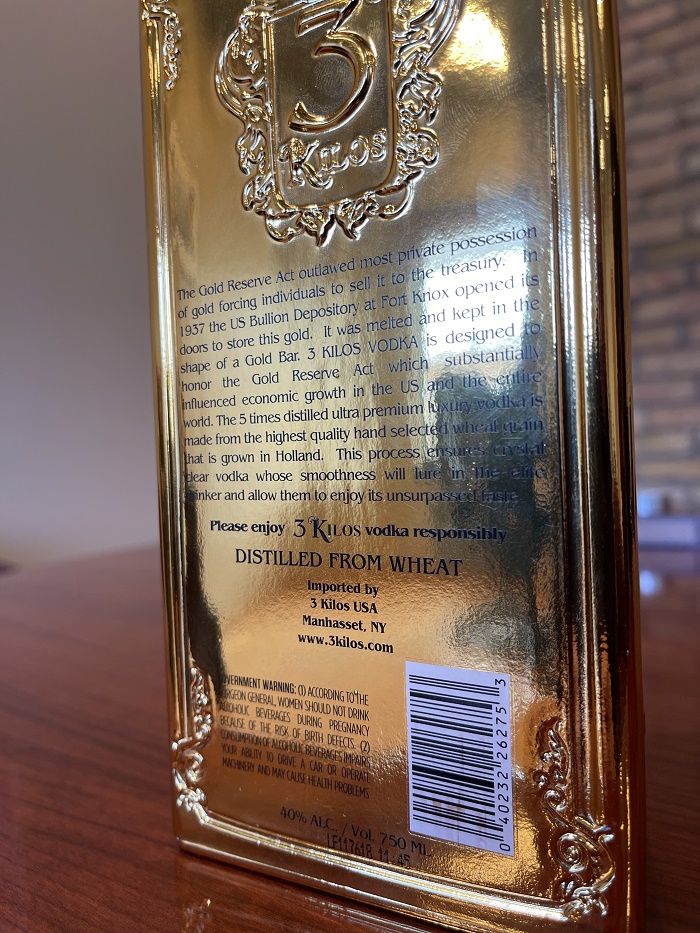 3
KILOS
The Gold Reserve Act outlawed most private possession
of gold forcing individuals to sell it to the treasury. In
1937 the US Bullion Depository at Fort Knox opened its
doors to store this gold. It was melted and kept in the
shape of a Gold Bar. 3 KILOS VODKA is designed to
honor the Gold Reserve Act which substantially
influenced economic growth in the US and the entire
world. The 5 times distilled ultra premium luxury vodka is
made from the highest quality hand selected wheat grain
that is grown in Holland. This process ensures crystal
clear vodka whose smoothness will lure in the elite
drinker and allow them to enjoy its unsurpassed taste.
Please enjoy 3 KILOS vodka responsibly
DISTILLED FROM WHEAT
Imported by
3 Kilos USA
Manhasset, NY
www.3kilos.com
GOVERNMENT WARNING: (1) ACCORDING TO THE
SURGEON GENERAL, WOMEN SHOULD NOT DRINK
ALCOHOLIC BEVERAGES DURING PREGNANCY
BECAUSE OF THE RISK OF BIRTH DEFECTS. (2)
CONSUMPTION OF ALCOHOLIC BEVERAGES IMPAIRS
YOUR ABILITY TO DRIVE A CAR OR OPERATE
MACHINERY AND MAY CAUSE HEALTH PROBLEMS
0 40232 26275 3
40% ALC. / Vol. 750 ML
LF117618 11:45